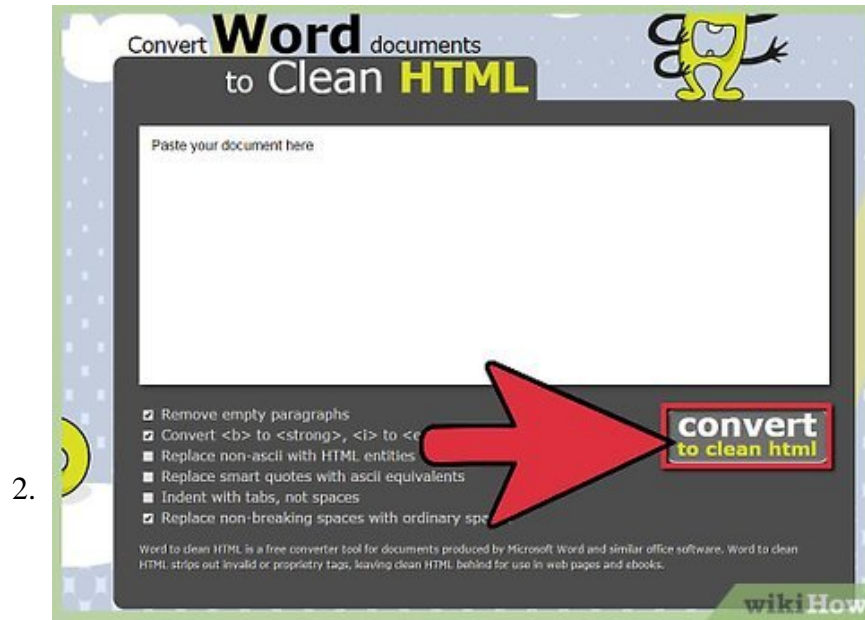 Convert Word documents
to Clean HTML
Paste your document here
Remove empty paragraphs
Convert <b> to <strong>, <i> to <e
Replace non-ascii with HTML entities
Replace smart quotes with ascii equivalents
Indent with tabs, not spaces
Replace non-breaking spaces with ordinary
convert
to clean html
2.
Word to clean HTML is a free converter tool for documents produced by Microsoft Word and similar office software. Word to clean
HTML strips out invalid or proprietry tags, leaving clean HTML behind for use in web pages and ebooks.
wikiHow